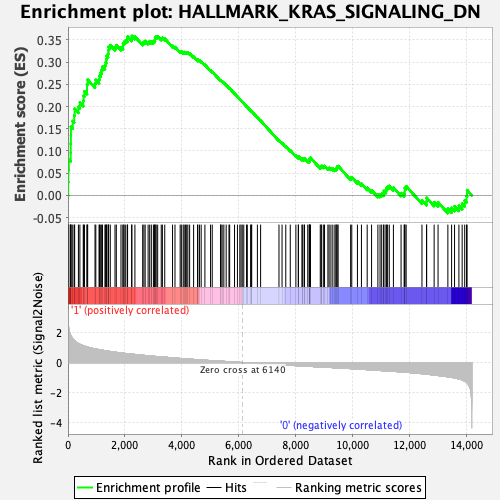 Enrichment plot: HALLMARK_KRAS_SIGNALING_DN
Enrichment score (ES)
0.35
0.30
0.25
0.20
0.15
0.10
0.05
0.00
-0.05
'1' (positively correlated)
Ranked list metric (Signal2Noise)
2
0
-2
-4
Zero cross at 6140
'0' (negatively correlated)
0
2,000
4,000
6,000
8,000
10,000
12,000
14,000
Rank in Ordered Dataset
Enrichment profile
Hits
Ranking metric scores